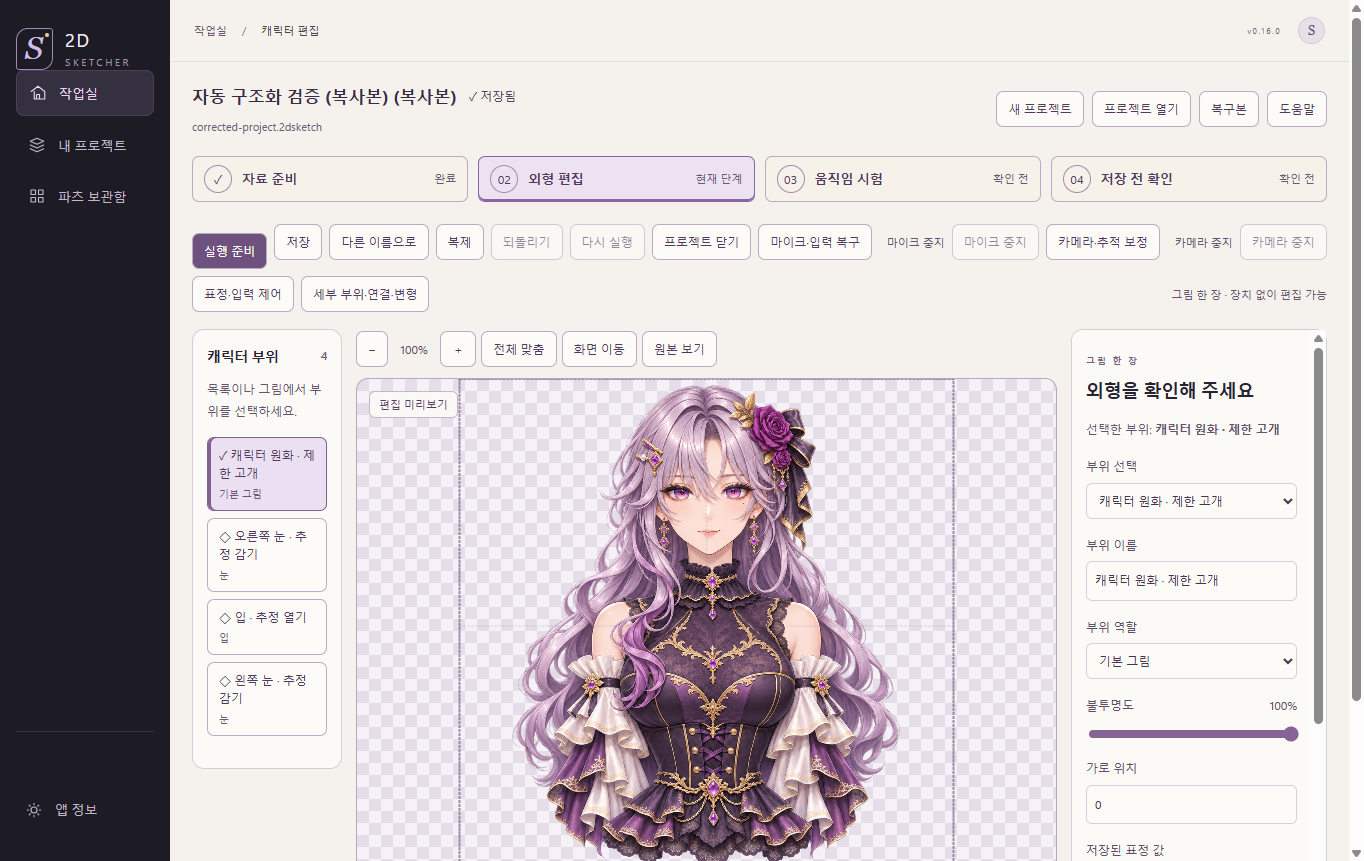 S
2D
SKETCHER
작업실
내 프로젝트
파츠 보관함
앱 정보
작업실 / 캐릭터 편집
v0.16.0
S
자동 구조화 검증 (복사본) (복사본) ✓ 저장됨
corrected-project.2dsketch
새 프로젝트
프로젝트 열기
복구본
도움말
✓ 자료 준비 완료
02 외형 편집 현재 단계
03 움직임 시험 확인 전
04 저장 전 확인 확인 전
실행 준비
저장
다른 이름으로
복제
되돌리기
다시 실행
프로젝트 닫기
마이크·입력 복구
마이크 중지
마이크 중지
카메라·추적 보정
카메라 중지
카메라 중지
표정·입력 제어
세부 부위·연결·변형
그림 한 장 · 장치 없이 편집 가능
캐릭터 부위 4
목록이나 그림에서 부
위를 선택하세요.
✓ 캐릭터 원화 · 제
한 고개
기본 그림
◇ 오른쪽 눈 · 추
정 감기
눈
◇ 입 · 추정 열기
입
◇ 왼쪽 눈 · 추정
감기
눈
−
100%
+
전체 맞춤
화면 이동
원본 보기
편집 미리보기
그림 한 장
외형을 확인해 주세요
선택한 부위: 캐릭터 원화 · 제한 고개
부위 선택
캐릭터 원화 · 제한 고개
부위 이름
캐릭터 원화 · 제한 고개
부위 역할
기본 그림
불투명도 100%
가로 위치
0
저장된 표정 값